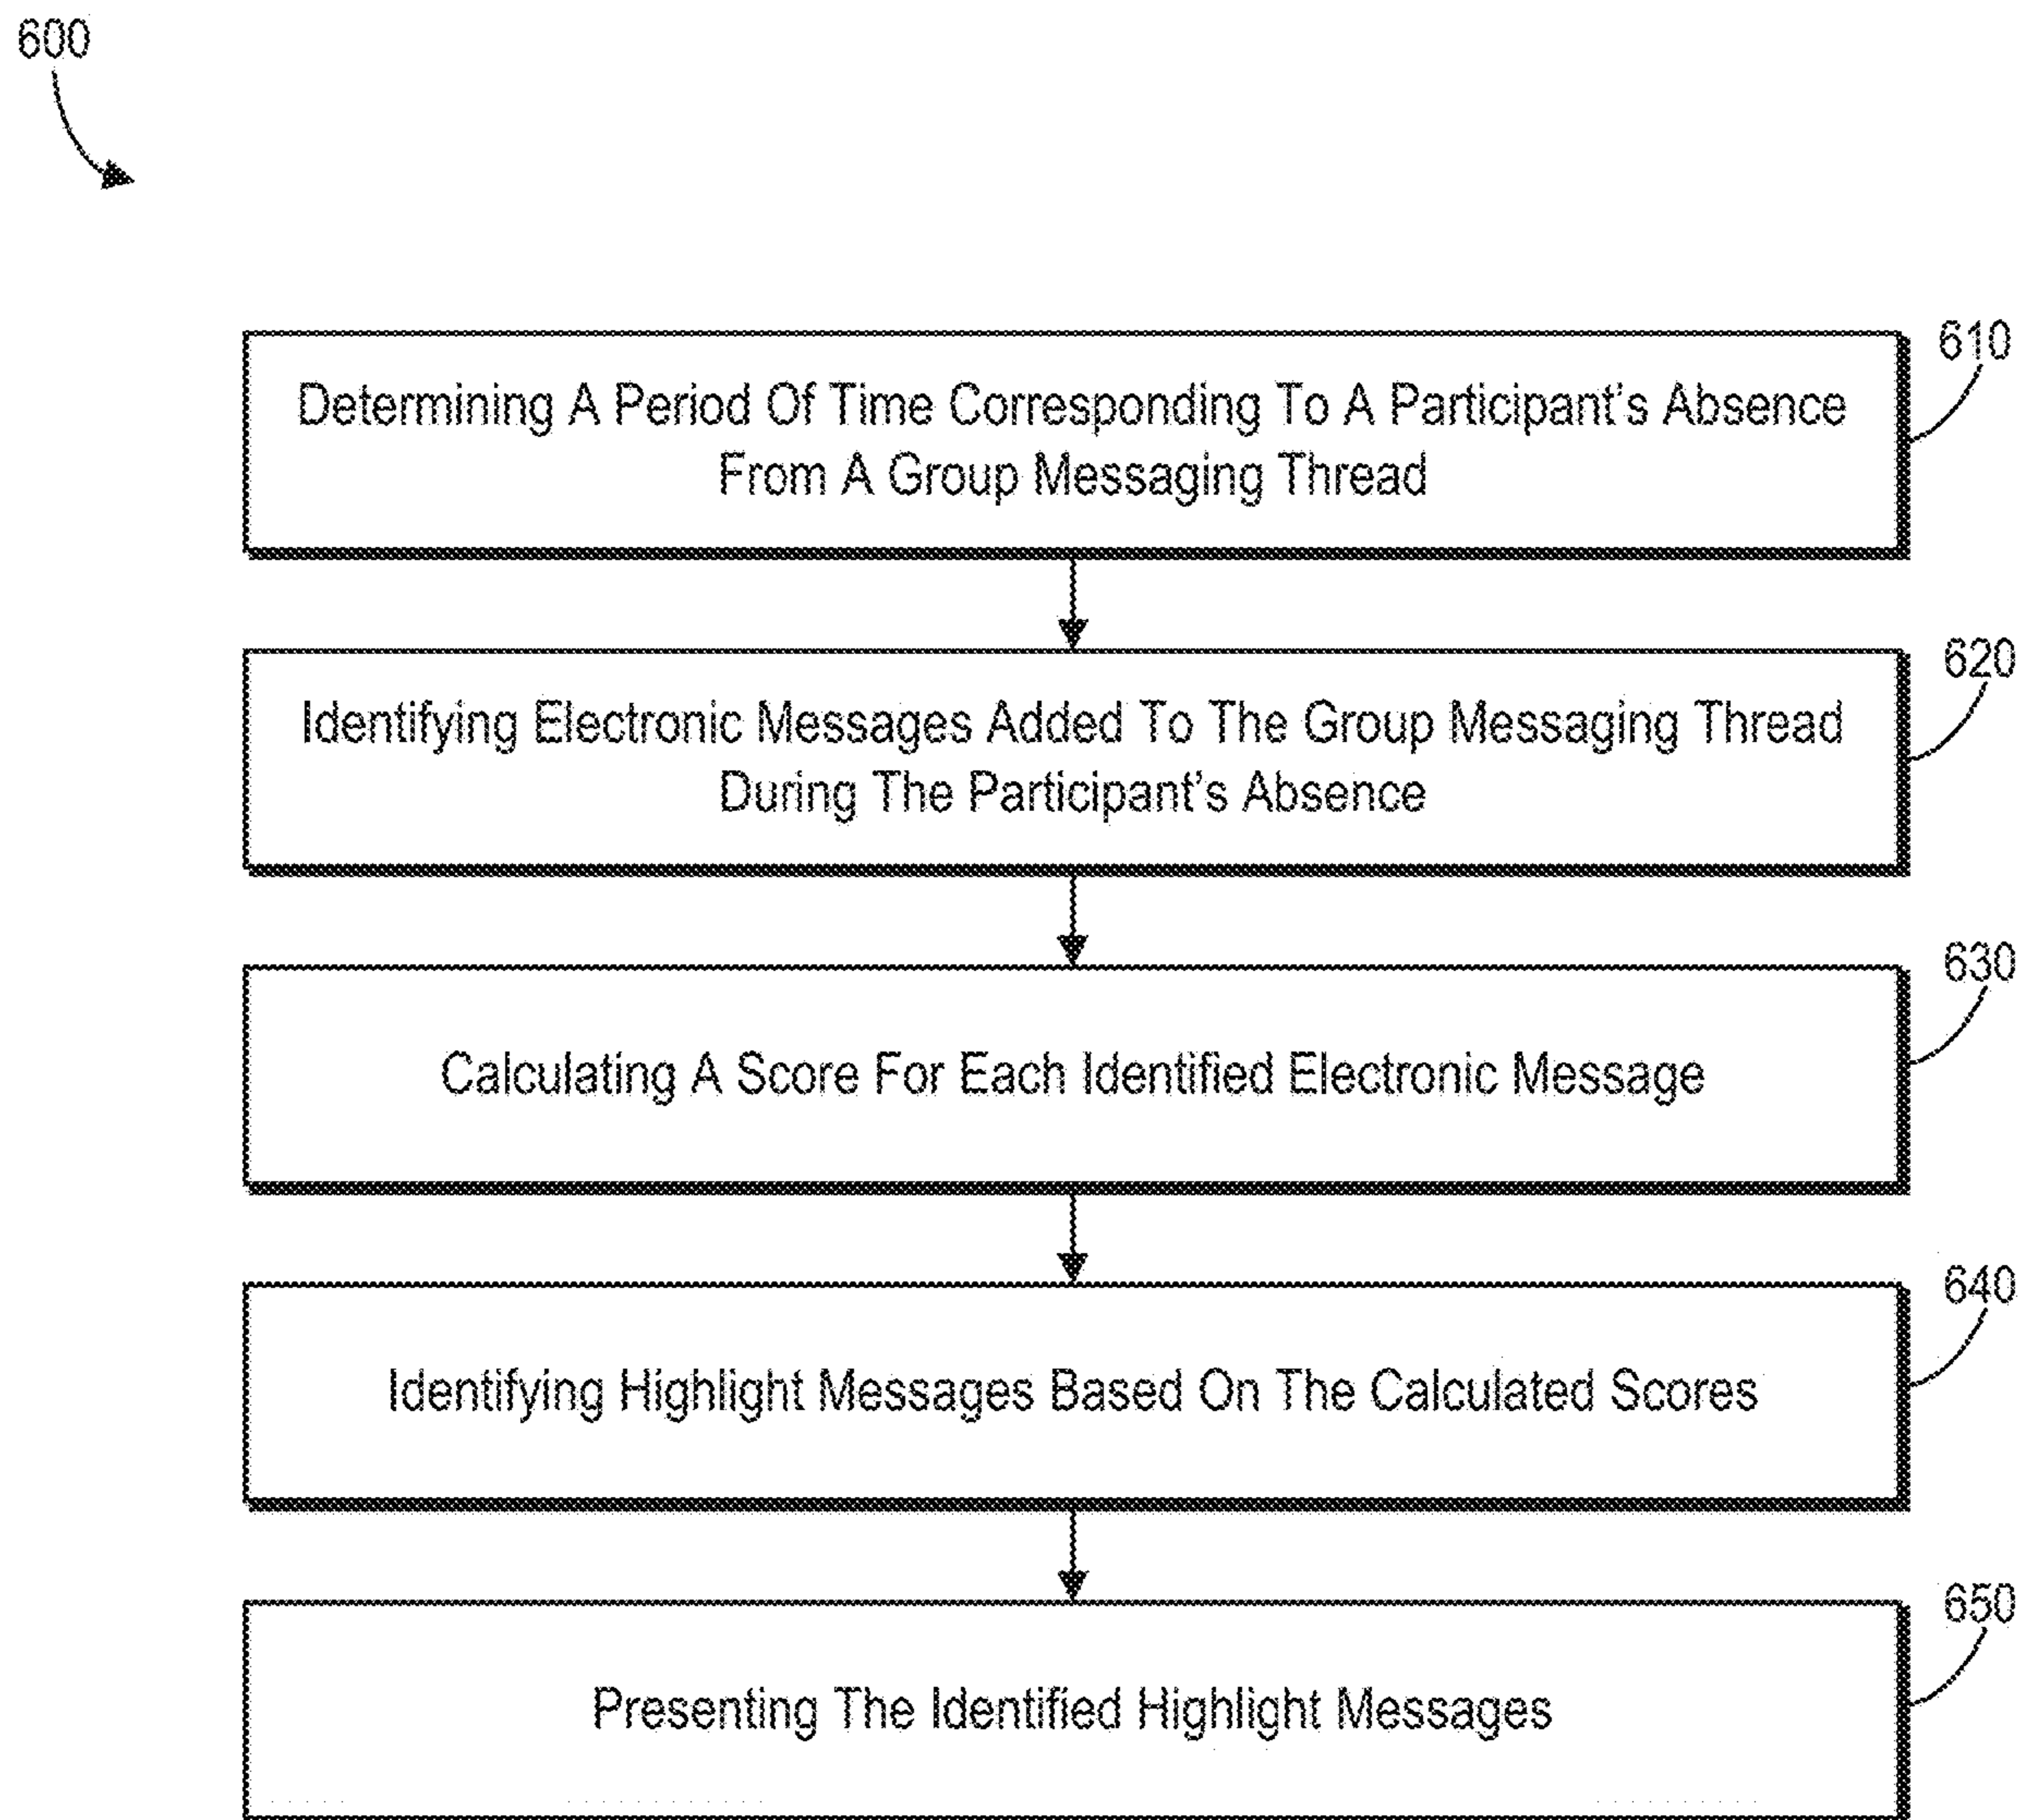 600
610
Determining A Period Of Time Corresponding To A Participant's Absence
From A Group Messaging Thread
620
Identifying Electronic Messages Added To The Group Messaging Thread
During The Participant's Absence
630
Calculating A Score For Each Identified Electronic Message
640
Identifying Highlight Messages Based On The Calculated Scores
650
Presenting The Identified Highlight Messages